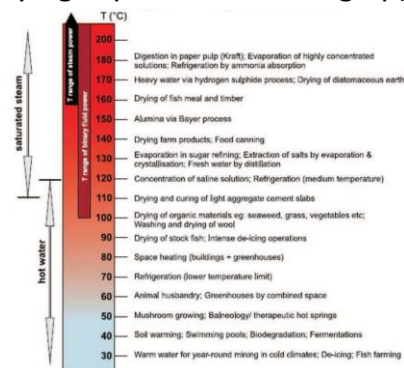 T (°C)
200
180 Digestion in paper pulp (Kraft); Evaporation of highly concentrated
solutions; Refrigeration by ammonia absorption
170 Heavy water via hydrogen sulphide process; Drying of diatomaceous earth
160 Drying of fish meal and timber
150 Alumina via Bayer process
140 Drying farm products; Food canning
130 Evaporation in sugar refining; Extraction of salts by evaporation &
crystallisation; Fresh water by distillation
120 Concentration of saline solution; Refrigeration (medium temperature)
110 Drying and curing of light aggregate cement slabs
100 Drying of organic materials eg: seaweed, grass, vegetables etc;
Washing and drying of wool
90 Drying of stock fish; Intense de-icing operations
80 Space heating (buildings + greenhouses)
70 Refrigeration (lower temperature limit)
60 Animal husbandry; Greenhouses by combined space
50 Mushroom growing; Balneology/ therapeutic hot springs
40 Soil warming; Swimming pools; Biodegradation; Fermentations
30 Warm water for year-round mining in cold climates; De-icing; Fish farming
saturated steam
hot water
T range of steam power
T range of binary fluid power